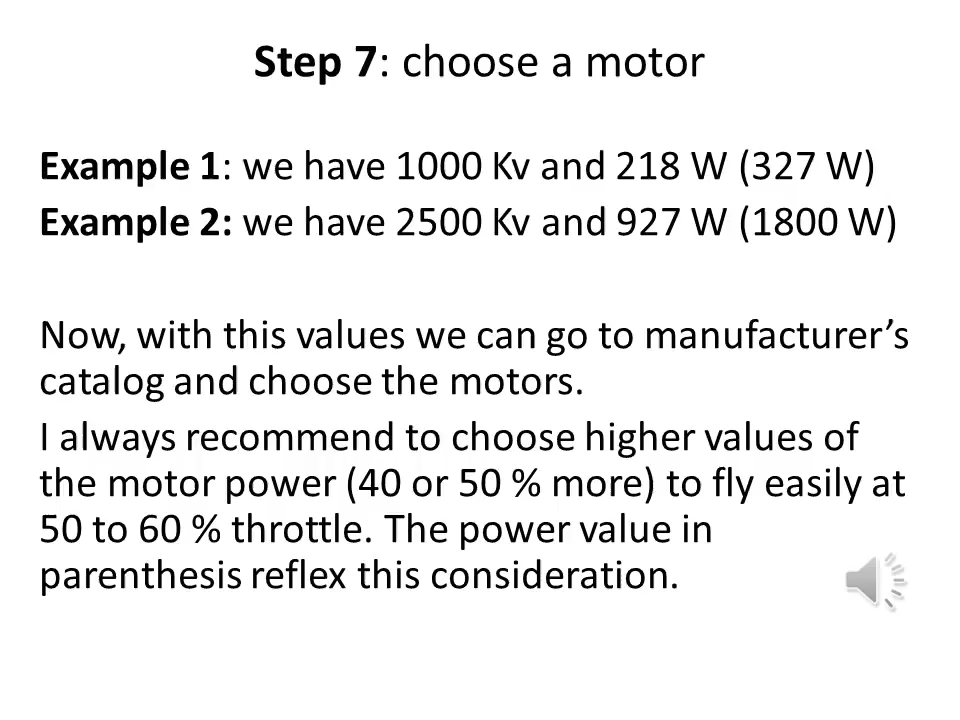 Step 7: choose a motor
Example 1: we have 1000 Kv and 218 W (327 W)
Example 2: we have 2500 Kv and 927 W (1800 W)
Now, with this values we can go to manufacturer’s
catalog and choose the motors.
I always recommend to choose higher values of
the motor power (40 or 50 % more) to fly easily at
50 to 60 % throttle. The power value in
parenthesis reflex this consideration.